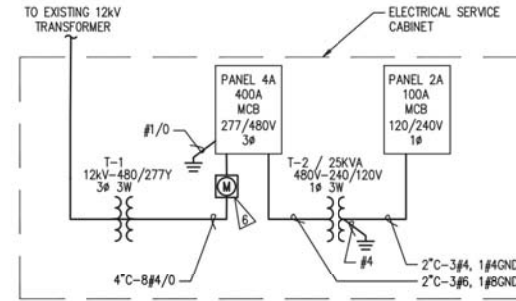 TO EXISTING 12kV
TRANSFORMER
ELECTRICAL SERVICE
CABINET
PANEL 4A
400A
MCB
277/480V
3ø
PANEL 2A
100A
MCB
120/240V
1ø
#1/0
T-1
12kV-480/277Y
3ø 3W
M
6
T-2 / 25KVA
480V-240/120V
1ø 3W
#4
4"C-8#4/0
2"C-3#4, 1#4GND
2"C-3#6, 1#8GND